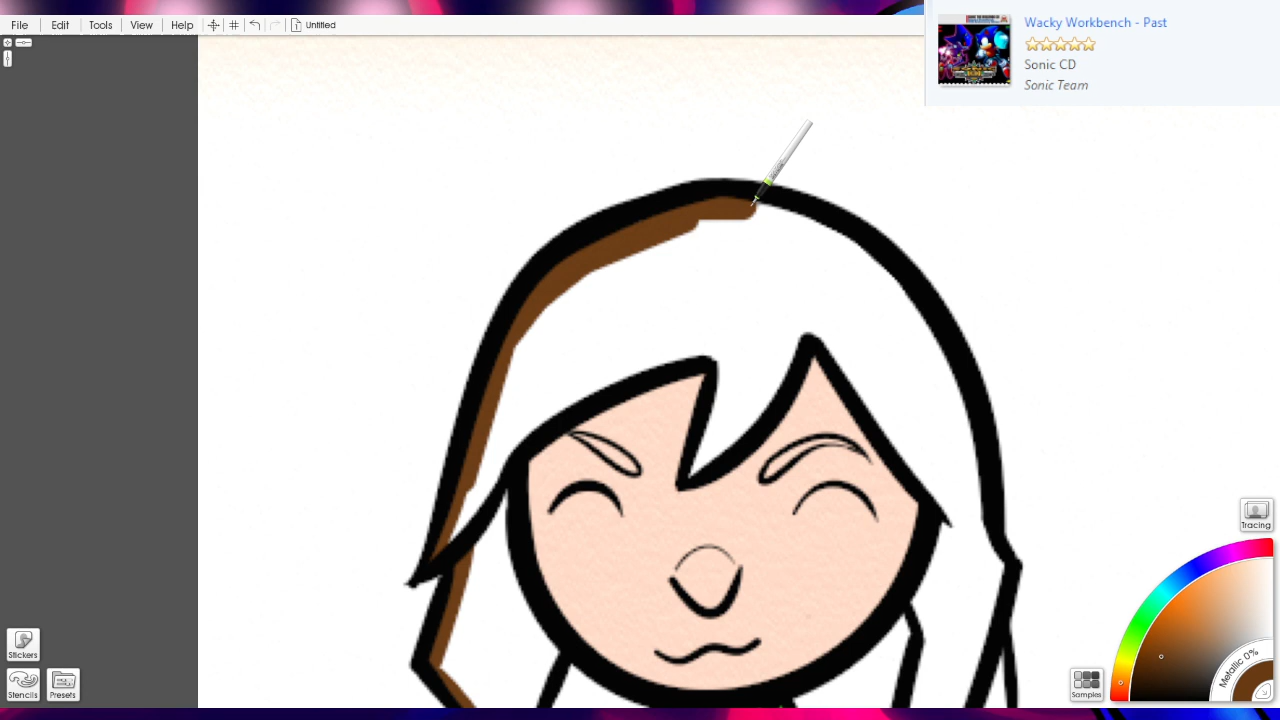 File Edit Tools View Help Untitled
Wacky Workbench - Past
Sonic CD
Sonic Team
Tracing
Metallic 0%
Samples
Stickers
Stencils Presets